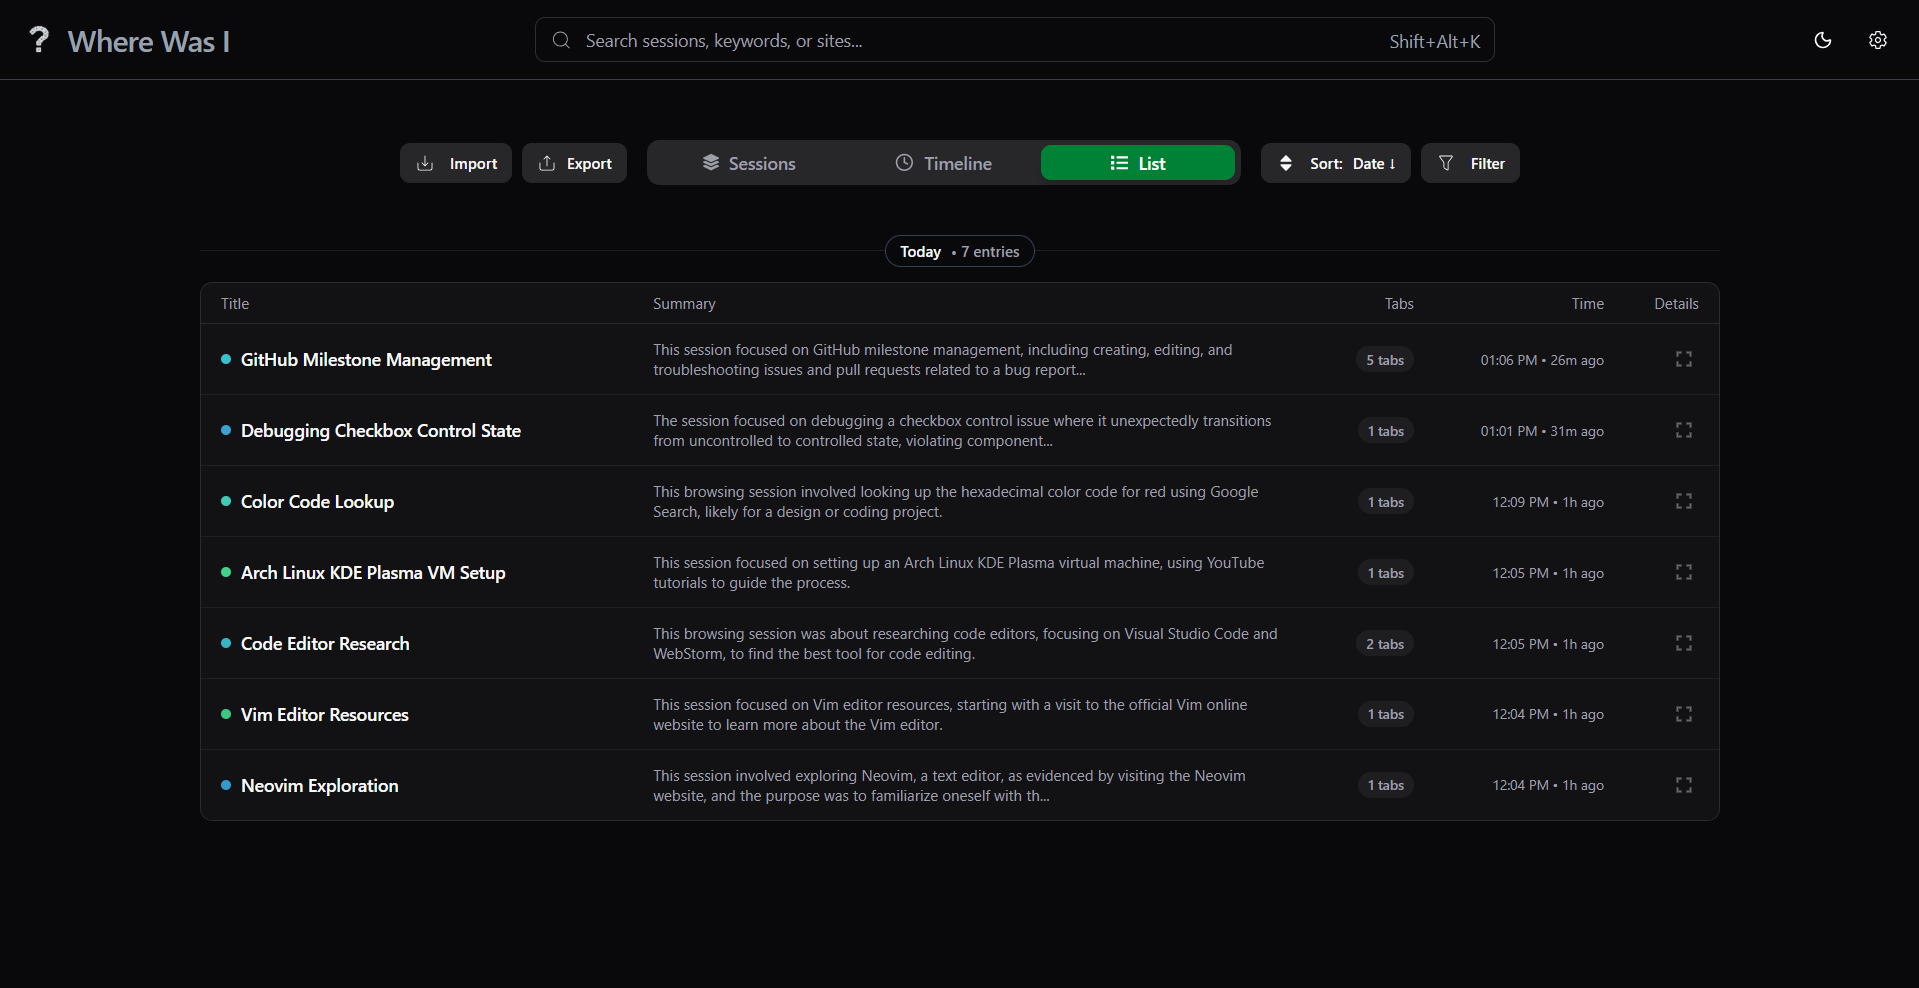 ? Where Was I
Search sessions, keywords, or sites... Shift+Alt+K
Import Export Sessions Timeline List Sort: Date ↓ Filter
Today • 7 entries
Title Summary Tabs Time Details
GitHub Milestone Management
This session focused on GitHub milestone management, including creating, editing, and
troubleshooting issues and pull requests related to a bug report...
5 tabs
01:06 PM • 26m ago
Debugging Checkbox Control State
The session focused on debugging a checkbox control issue where it unexpectedly transitions
from uncontrolled to controlled state, violating component...
1 tabs
01:01 PM • 31m ago
Color Code Lookup
This browsing session involved looking up the hexadecimal color code for red using Google
Search, likely for a design or coding project.
1 tabs
12:09 PM • 1h ago
Arch Linux KDE Plasma VM Setup
This session focused on setting up an Arch Linux KDE Plasma virtual machine, using YouTube
tutorials to guide the process.
1 tabs
12:05 PM • 1h ago
Code Editor Research
This browsing session was about researching code editors, focusing on Visual Studio Code and
WebStorm, to find the best tool for code editing.
2 tabs
12:05 PM • 1h ago
Vim Editor Resources
This session focused on Vim editor resources, starting with a visit to the official Vim online
website to learn more about the Vim editor.
1 tabs
12:04 PM • 1h ago
Neovim Exploration
This session involved exploring Neovim, a text editor, as evidenced by visiting the Neovim
website, and the purpose was to familiarize oneself with th...
1 tabs
12:04 PM • 1h ago